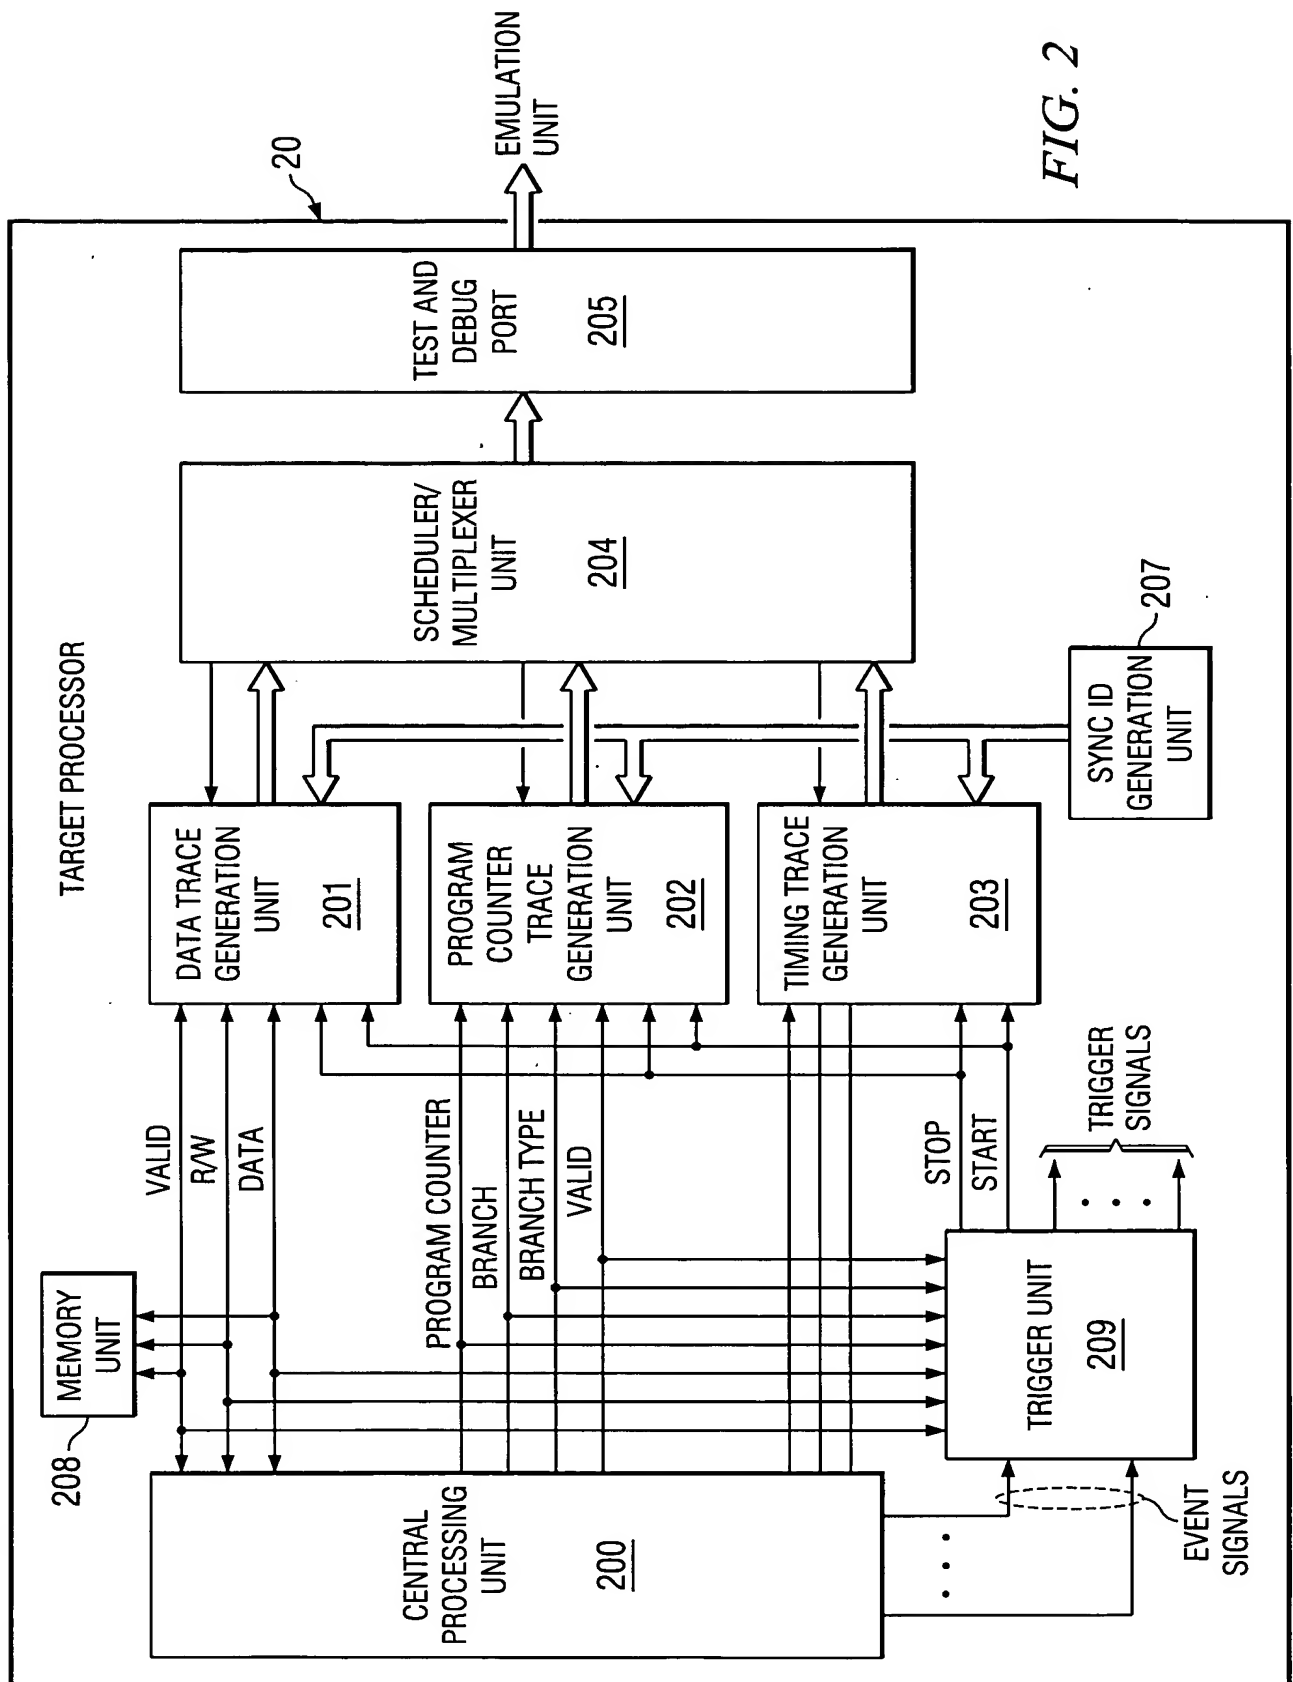 TARGET PROCESSOR
20
208
MEMORY
UNIT
CENTRAL
PROCESSING
UNIT
200
VALID
R/W
DATA
PROGRAM COUNTER
BRANCH
BRANCH TYPE
VALID
DATA TRACE
GENERATION
UNIT
201
PROGRAM
COUNTER
TRACE
GENERATION
UNIT
202
TIMING TRACE
GENERATION
UNIT
203
SCHEDULER/
MULTIPLEXER
UNIT
204
TEST AND
DEBUG
PORT
205
EMULATION
UNIT
STOP
START
TRIGGER UNIT
209
TRIGGER
SIGNALS
EVENT
SIGNALS
SYNC ID
GENERATION
UNIT
207
FIG. 2